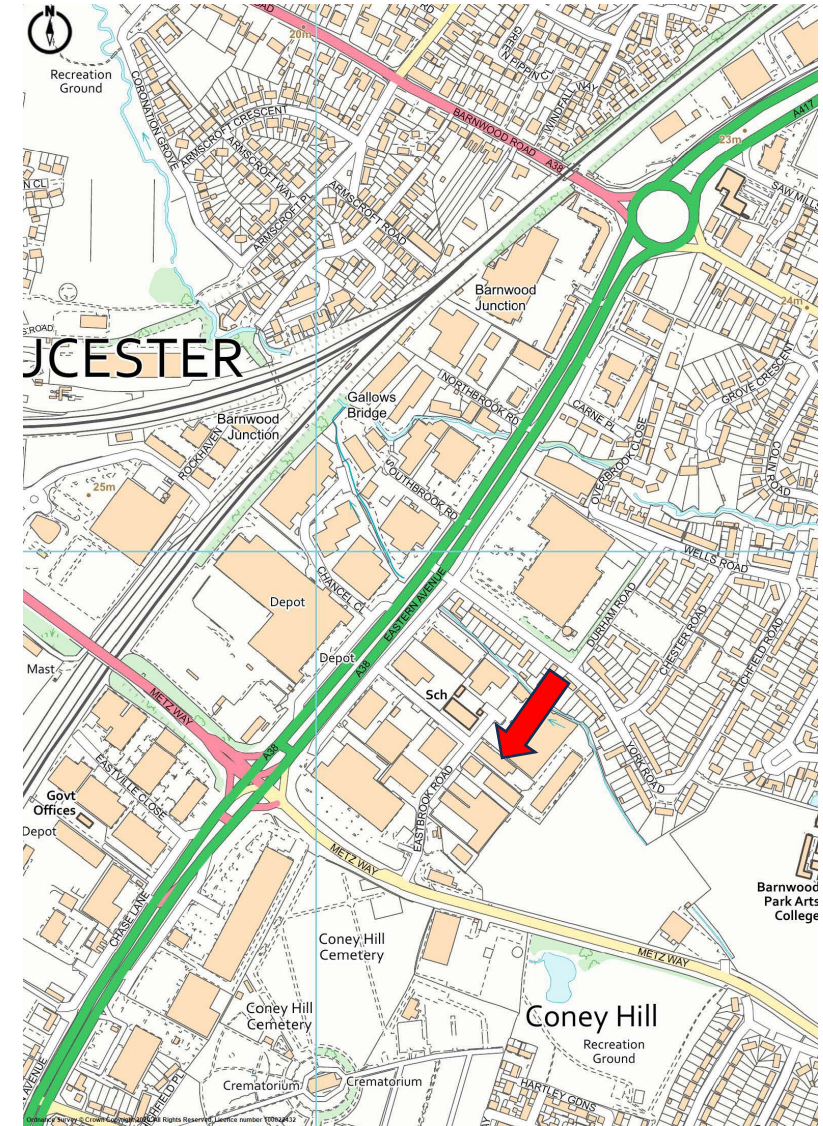 N
20m
Recreation
Ground
CORONATION GROVE
ARMSCROFT CRESCENT
ARMSCROFT WAY
ARMSCROFT PL
ARMSCROFT ROAD
BARNWOOD ROAD
A38
GREEN PIPPIN CL
WINDFALL WAY
A417
23m
SAW MILLS
24m
Barnwood
Junction
UCESTER
NORTHBROOK RD
Gallows
Bridge
Barnwood
Junction
ROCKHAVEN
25m
SOUTHBROOK RD
CARNE PL
OVERBROOK CLOSE
GROVE CRESCENT
COLIN ROAD
WELLS ROAD
CHANCEL CL
Depot
Depot
EASTERN AVENUE
A38
DURHAM ROAD
CHESTER ROAD
LICHFIELD ROAD
YORK ROAD
Mast
METZ WAY
A38
Sch
EASTBROOK ROAD
EASTVILLE CLOSE
Govt
Offices
Depot
CHASE LANE
METZ WAY
Barnwood
Park Arts
College
METZ WAY
Coney Hill
Cemetery
Coney Hill
Cemetery
Coney Hill
Recreation
Ground
Crematorium
Crematorium
HARTLEY GDNS
N AVENUE